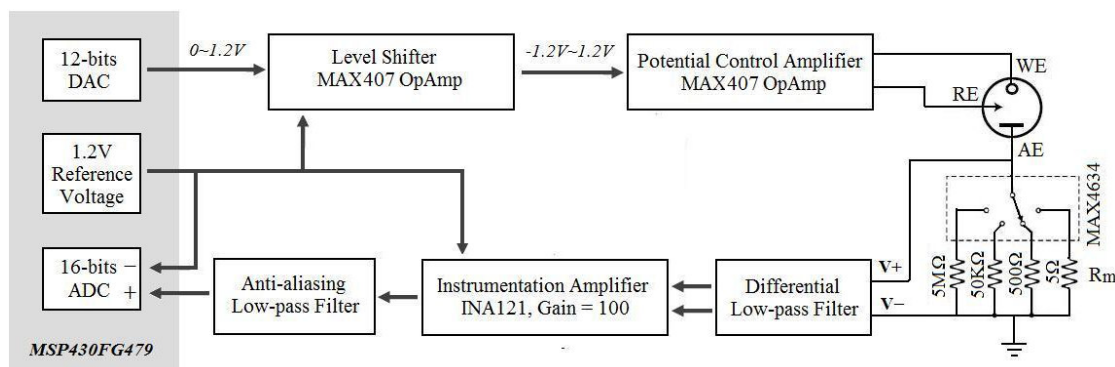 12-bits
DAC
0~1.2V
Level Shifter
MAX407 OpAmp
-1.2V~1.2V
Potential Control Amplifier
MAX407 OpAmp
WE
RE
AE
1.2V
Reference
Voltage
MAX4634
16-bits
ADC
−
+
Anti-aliasing
Low-pass Filter
Instrumentation Amplifier
INA121, Gain = 100
Differential
Low-pass Filter
V+
V−
5MΩ
50KΩ
500Ω
5Ω
Rm
MSP430FG479